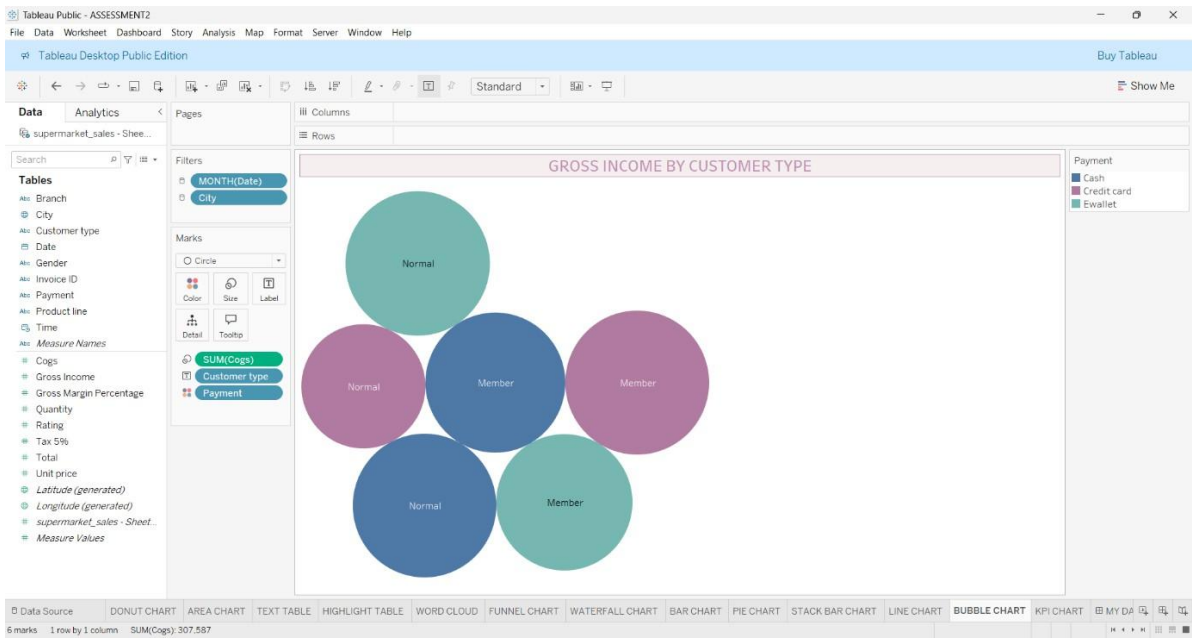 Tableau Public - ASSESSMENT2
File Data Worksheet Dashboard Story Analysis Map Format Server Window Help
Tableau Desktop Public Edition
Buy Tableau
Standard
Show Me
Data Analytics
Pages
Columns
supermarket_sales - Shee...
Rows
Search
Filters
GROSS INCOME BY CUSTOMER TYPE
Payment
Tables
MONTH(Date)
Cash
Abc Branch
City
Credit card
City
Ewallet
Abc Customer type
Marks
Date
Abc Gender
Circle
Normal
Abc Invoice ID
Abc Payment
Color Size Label
Abc Product line
Time
Detail Tooltip
Abc Measure Names
Cogs
SUM(Cogs)
Gross Income
Customer type
Normal
Member
Member
Gross Margin Percentage
Payment
Quantity
Rating
Tax 5%
Total
Unit price
Latitude (generated)
Longitude (generated)
Normal
Member
supermarket_sales - Sheet...
Measure Values
Data Source DONUT CHART AREA CHART TEXT TABLE HIGHLIGHT TABLE WORD CLOUD FUNNEL CHART WATERFALL CHART BAR CHART PIE CHART STACK BAR CHART LINE CHART BUBBLE CHART KPI CHART MY DA
6 marks 1 row by 1 column SUM(Cogs): 307,587